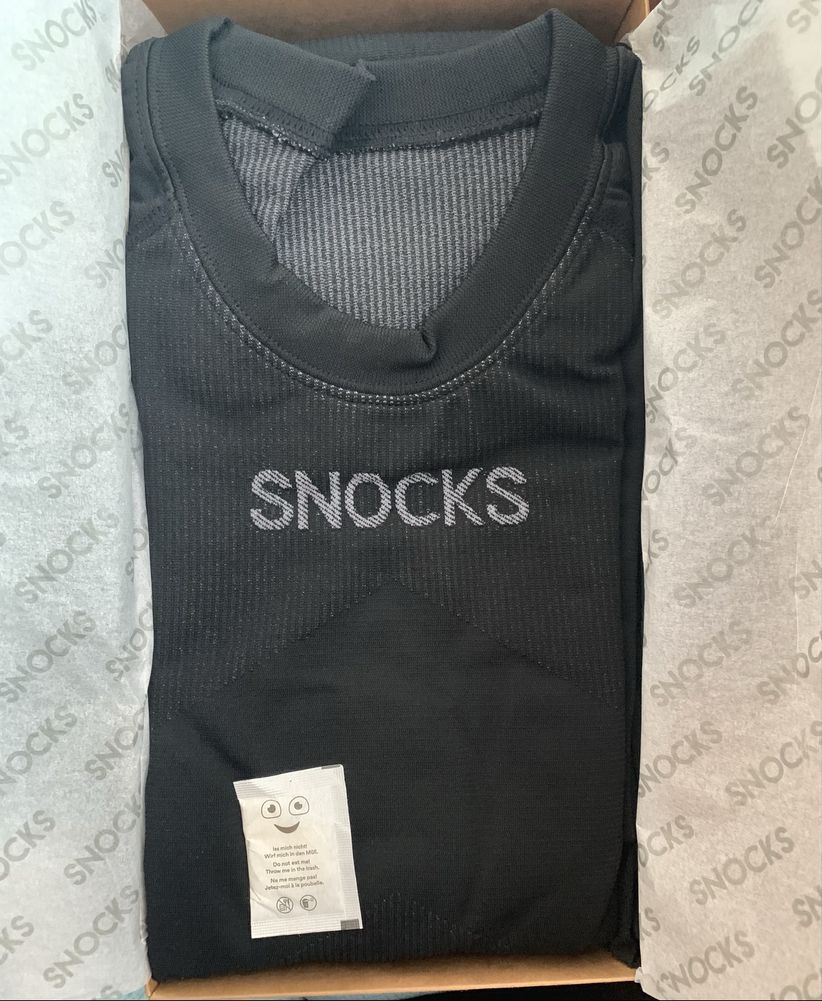 SNOCKS
Iss mich nicht!
Wirf mich in den Müll.
Do not eat me!
Throw me in the trash.
Ne me mange pas!
Jetez-moi à la poubelle.